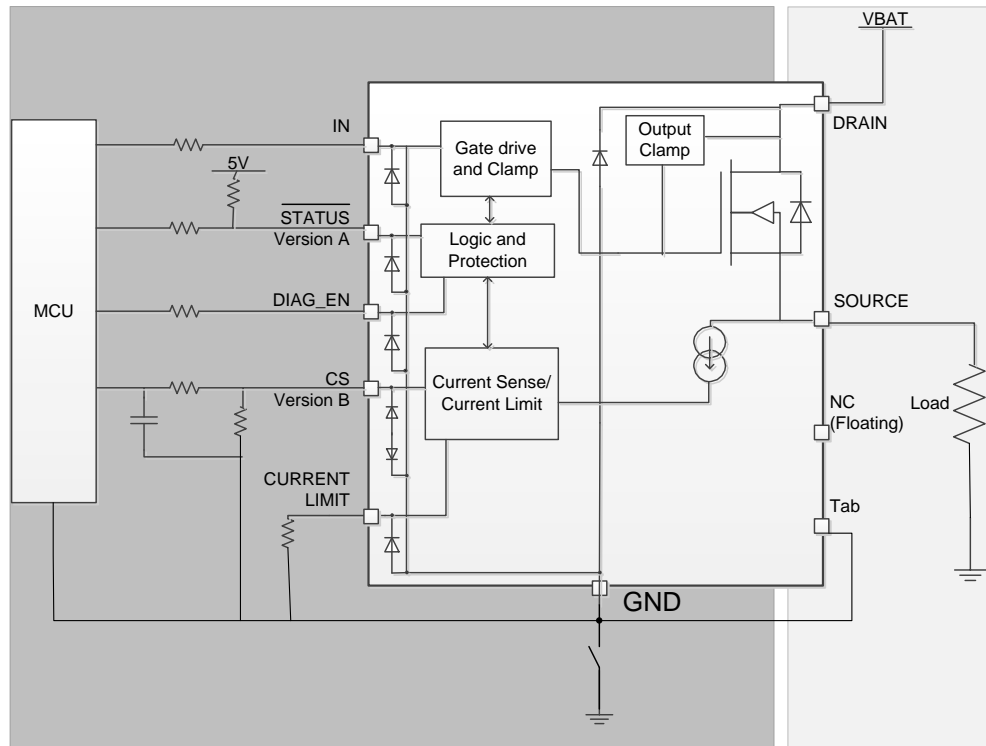 VBAT
IN
DRAIN
5V
Gate drive
and Clamp
Output
Clamp
STATUS
Version A
Logic and
Protection
MCU
DIAG_EN
SOURCE
CS
Version B
Current Sense/
Current Limit
NC
(Floating)
Load
CURRENT
LIMIT
Tab
GND